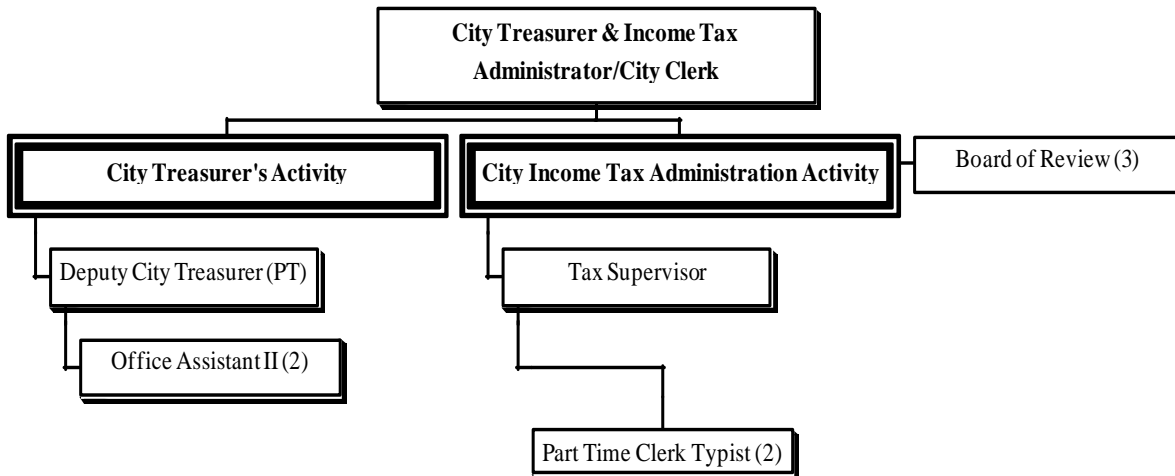 City Treasurer & Income Tax
Administrator/City Clerk
City Treasurer's Activity
City Income Tax Administration Activity
Board of Review (3)
Deputy City Treasurer (PT)
Tax Supervisor
Office Assistant II (2)
Part Time Clerk Typist (2)